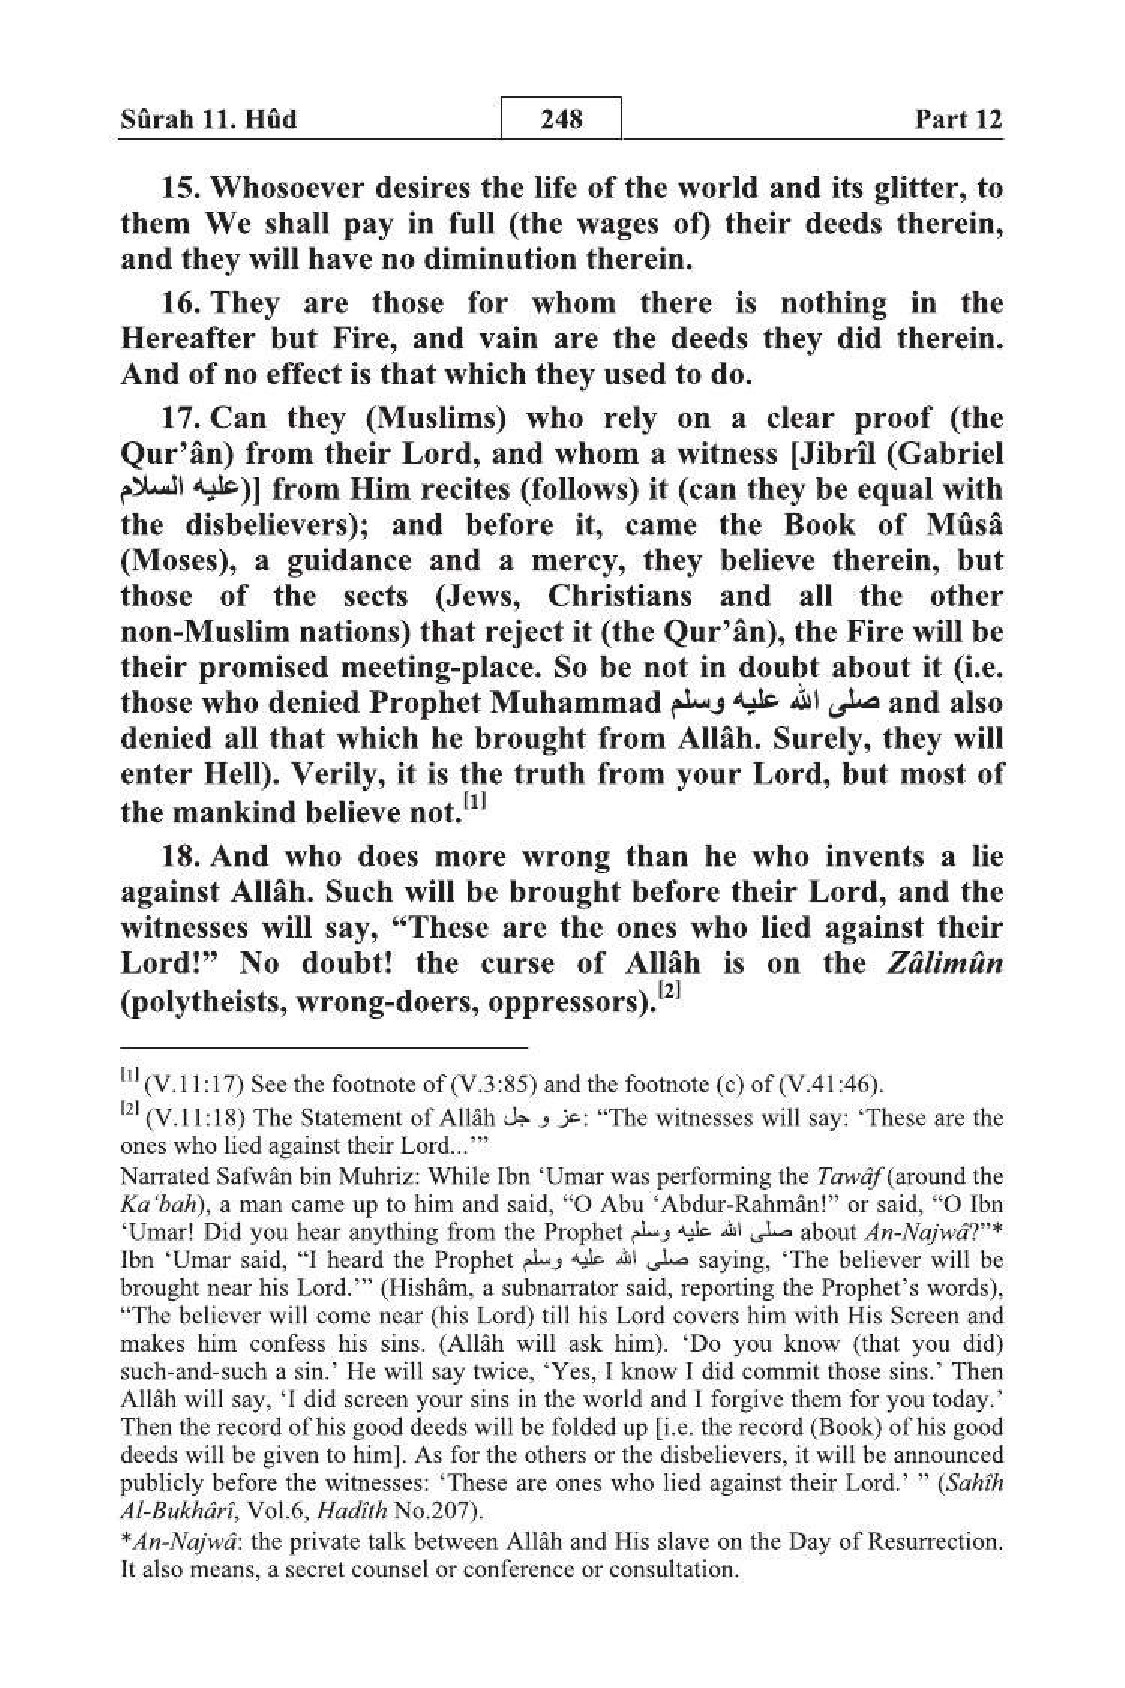 Sûrah 11. Hûd 248 Part 12
15. Whosoever desires the life of the world and its glitter, to
them We shall pay in full (the wages of) their deeds therein,
and they will have no diminution therein.
16. They are those for whom there is nothing in the
Hereafter but Fire, and vain are the deeds they did therein.
And of no effect is that which they used to do.
17. Can they (Muslims) who rely on a clear proof (the
Qur’ân) from their Lord, and whom a witness [Jibrîl (Gabriel
عليه السلام)] from Him recites (follows) it (can they be equal with
the disbelievers); and before it, came the Book of Mûsâ
(Moses), a guidance and a mercy, they believe therein, but
those of the sects (Jews, Christians and all the other
non-Muslim nations) that reject it (the Qur’ân), the Fire will be
their promised meeting-place. So be not in doubt about it (i.e.
those who denied Prophet Muhammad صلى الله عليه وسلم and also
denied all that which he brought from Allâh. Surely, they will
enter Hell). Verily, it is the truth from your Lord, but most of
the mankind believe not.[1]
18. And who does more wrong than he who invents a lie
against Allâh. Such will be brought before their Lord, and the
witnesses will say, “These are the ones who lied against their
Lord!” No doubt! the curse of Allâh is on the Zâlimûn
(polytheists, wrong-doers, oppressors).[2]
[1] (V.11:17) See the footnote of (V.3:85) and the footnote (c) of (V.41:46).
[2] (V.11:18) The Statement of Allâh عز و جل: “The witnesses will say: ‘These are the
ones who lied against their Lord...’”
Narrated Safwân bin Muhriz: While Ibn ‘Umar was performing the Tawâf (around the
Ka‘bah), a man came up to him and said, “O Abu ‘Abdur-Rahmân!” or said, “O Ibn
‘Umar! Did you hear anything from the Prophet صلى الله عليه وسلم about An-Najwâ?”*
Ibn ‘Umar said, “I heard the Prophet صلى الله عليه وسلم saying, ‘The believer will be
brought near his Lord.’” (Hishâm, a subnarrator said, reporting the Prophet’s words),
“The believer will come near (his Lord) till his Lord covers him with His Screen and
makes him confess his sins. (Allâh will ask him). ‘Do you know (that you did)
such-and-such a sin.’ He will say twice, ‘Yes, I know I did commit those sins.’ Then
Allâh will say, ‘I did screen your sins in the world and I forgive them for you today.’
Then the record of his good deeds will be folded up [i.e. the record (Book) of his good
deeds will be given to him]. As for the others or the disbelievers, it will be announced
publicly before the witnesses: ‘These are ones who lied against their Lord.’ ” (Sahîh
Al-Bukhârî, Vol.6, Hadîth No.207).
*An-Najwâ: the private talk between Allâh and His slave on the Day of Resurrection.
It also means, a secret counsel or conference or consultation.